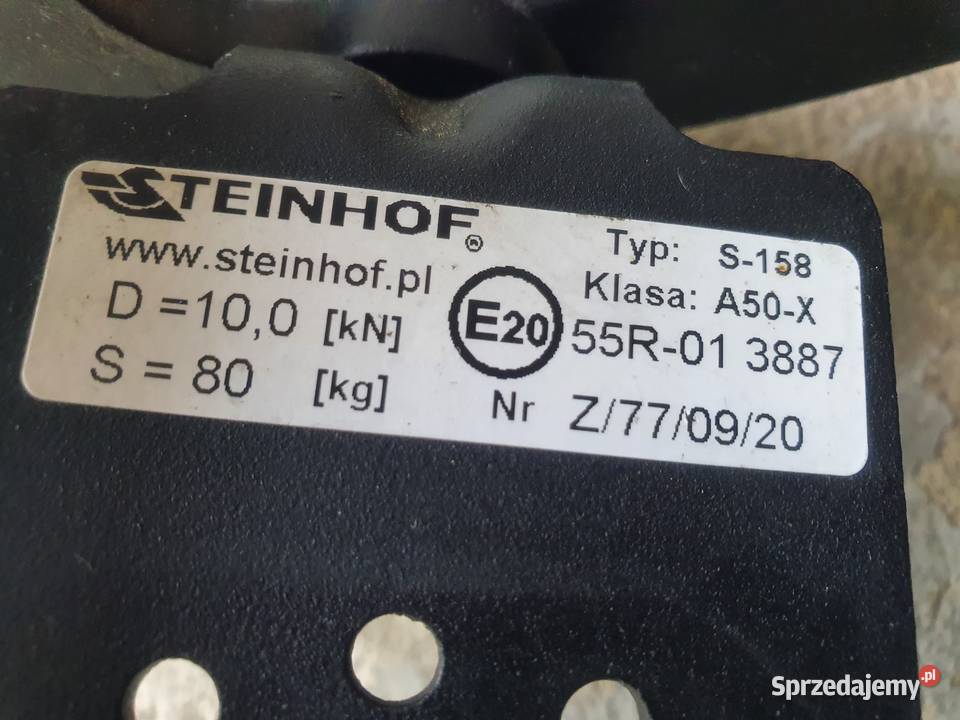 STEINHOF®
www.steinhof.pl
D =10,0 [kN]
S = 80 [kg]
Typ: S-158
Klasa: A50-X
E20 55R-01 3887
Nr Z/77/09/20
Sprzedajemy.pl